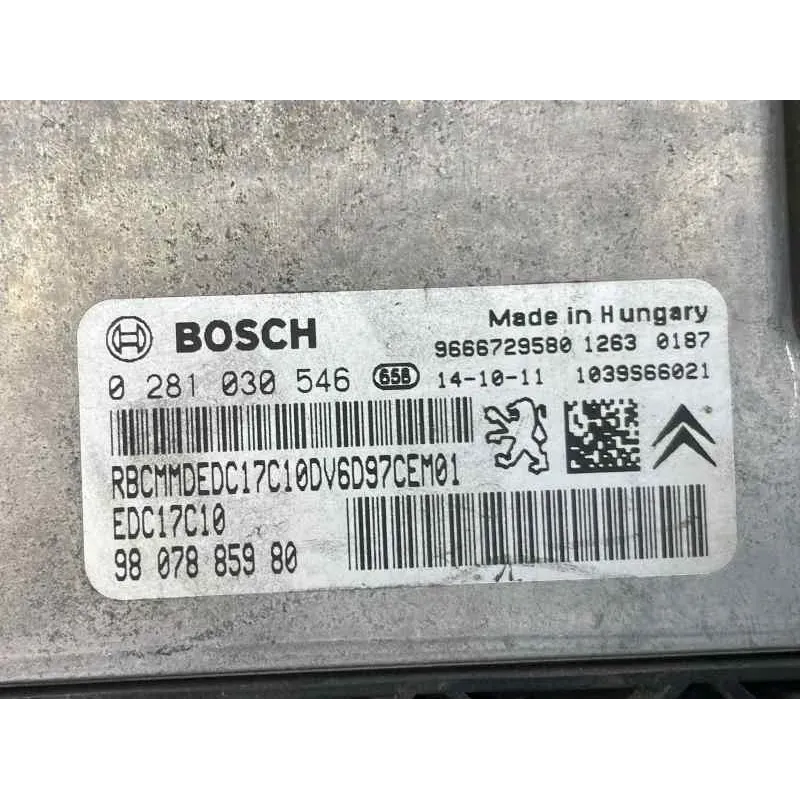 BOSCH
Made in Hungary
9666729580 1263 0187
0 281 030 546 65B 14-10-11 1039S66021
RBCMMDEDC17C10DV6D97CEM01
EDC17C10
98 078 859 80